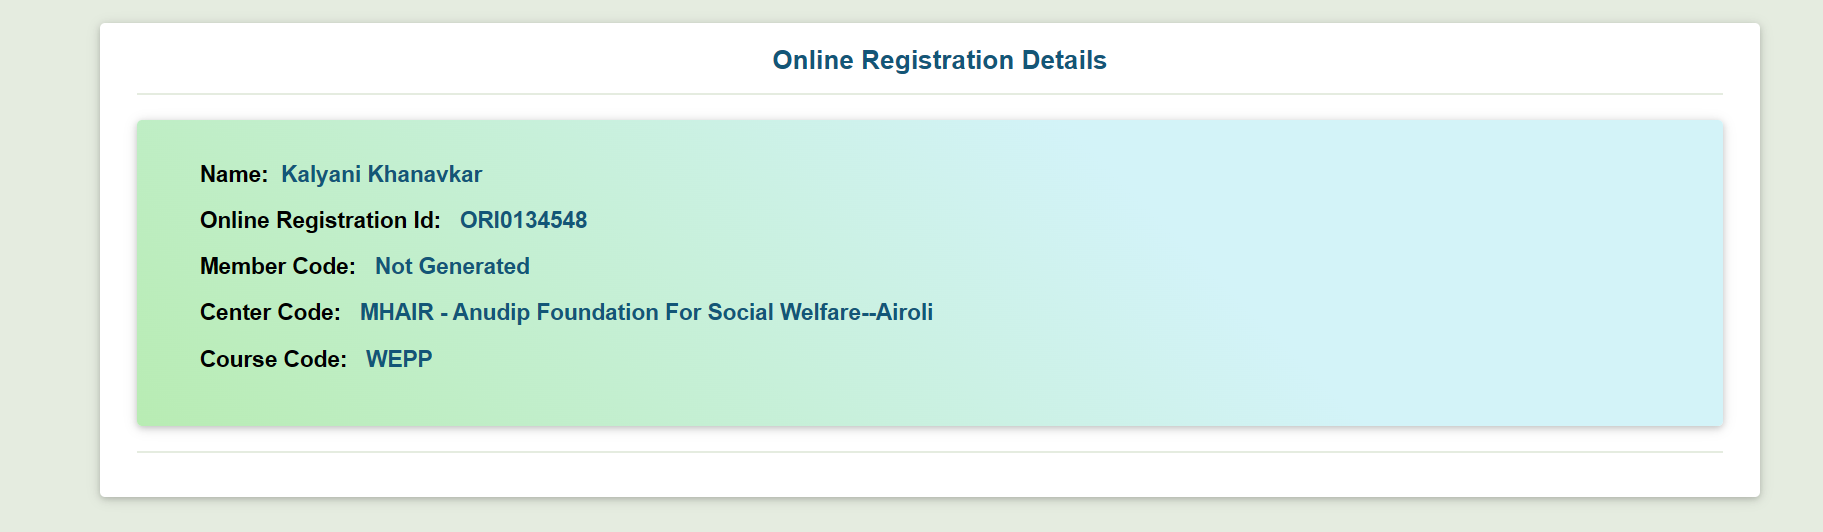 Online Registration Details
Name: Kalyani Khanavkar
Online Registration Id: ORI0134548
Member Code: Not Generated
Center Code: MHAIR - Anudip Foundation For Social Welfare--Airoli
Course Code: WEPP